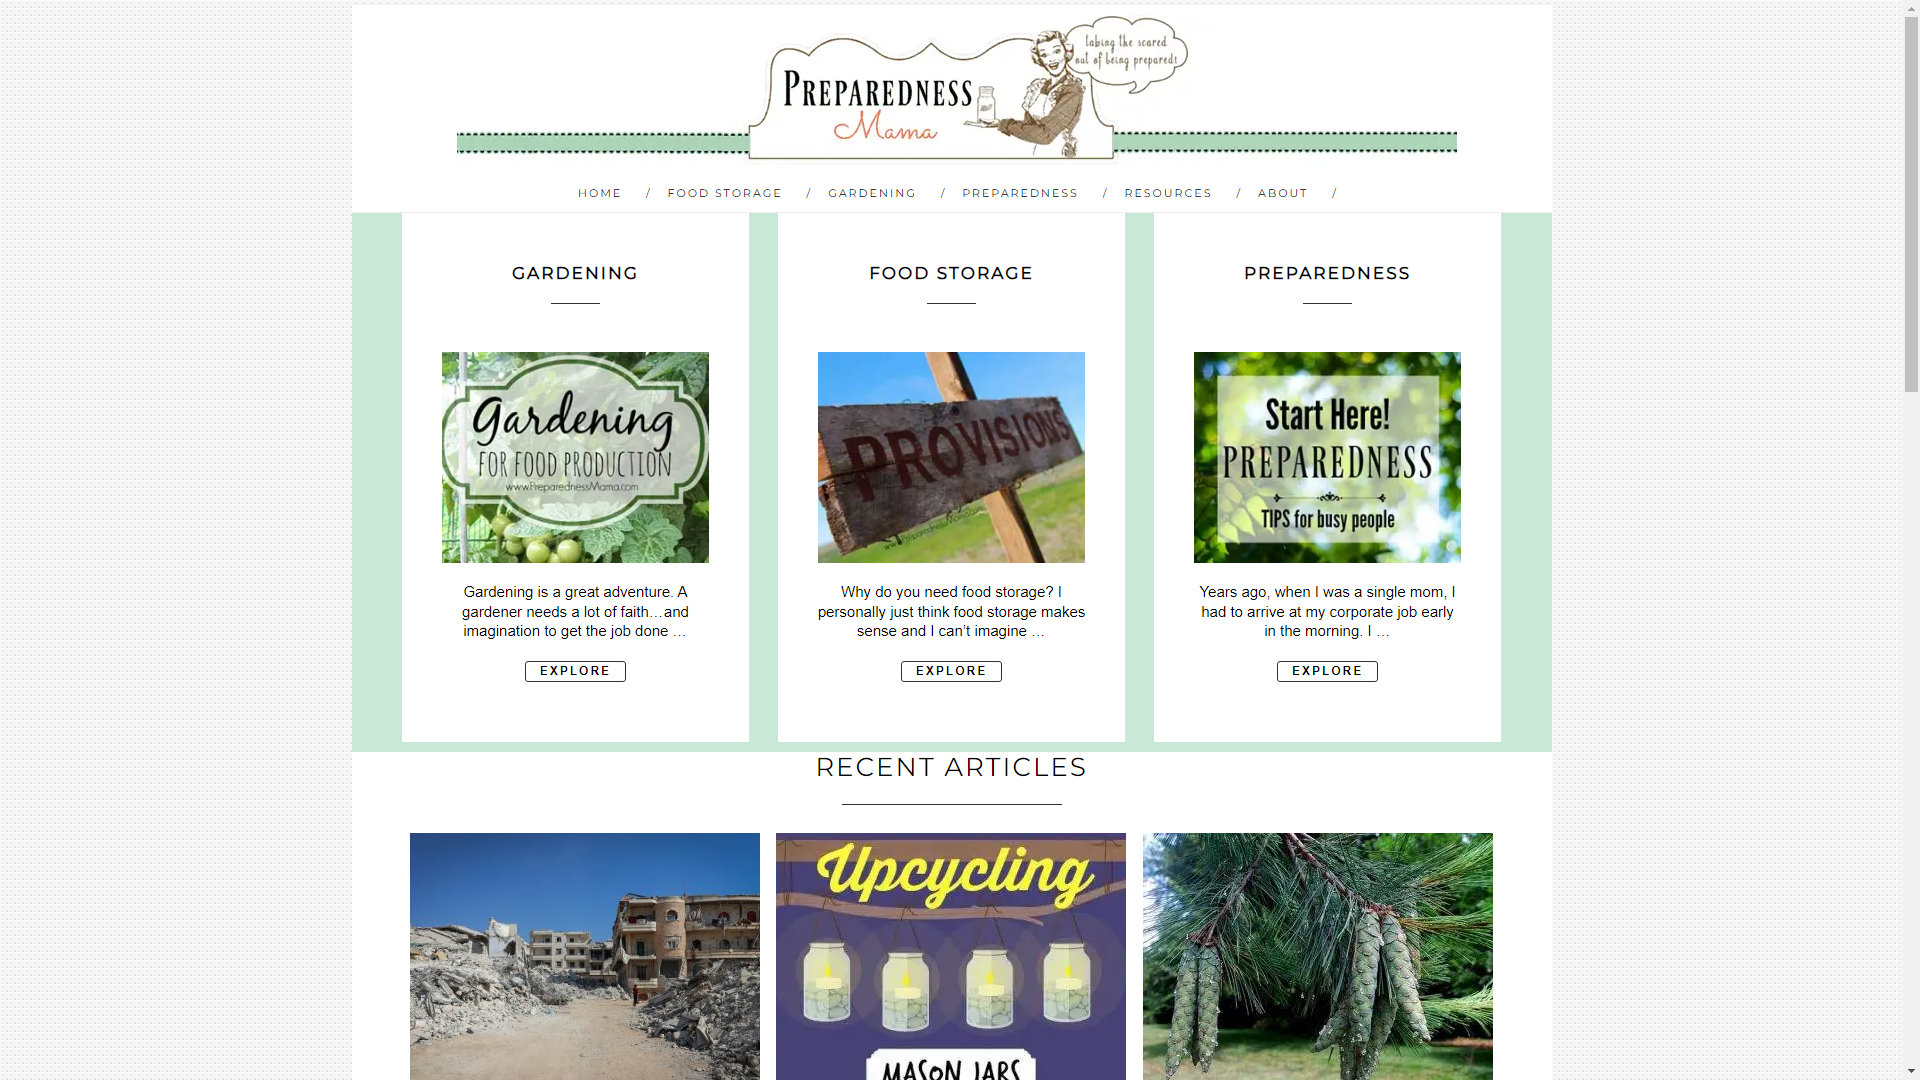 taking the scared
out of being prepared!
PREPAREDNESS
Mama
HOME / FOOD STORAGE / GARDENING / PREPAREDNESS / RESOURCES / ABOUT /
GARDENING
Gardening
FOR FOOD PRODUCTION
www.PreparednessMama.com
Gardening is a great adventure. A
gardener needs a lot of faith…and
imagination to get the job done …
EXPLORE
FOOD STORAGE
PROVISIONS
www.PreparednessMama.com
Why do you need food storage? I
personally just think food storage makes
sense and I can’t imagine …
EXPLORE
PREPAREDNESS
Start Here!
PREPAREDNESS
TIPS for busy people
Years ago, when I was a single mom, I
had to arrive at my corporate job early
in the morning. I …
EXPLORE
RECENT ARTICLES
Upcycling
MASON JARS